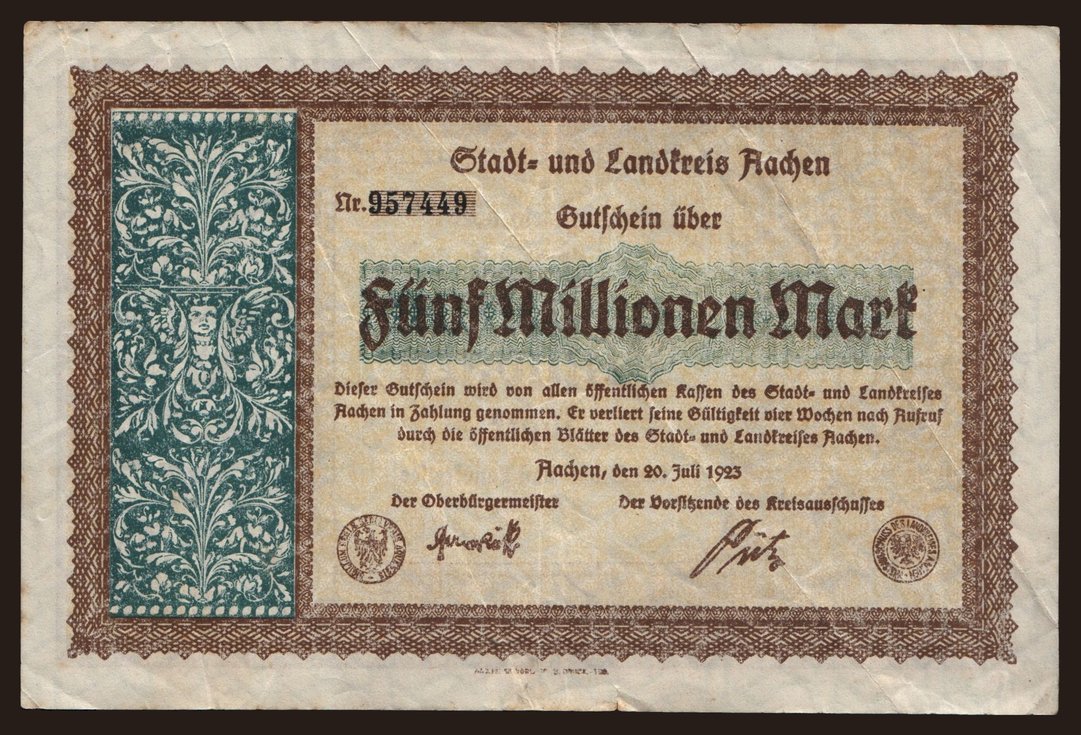 Stadt- und Landkreis Aachen
Nr. 957449
Gutschein über
Fünf Millionen Mark
Dieser Gutschein wird von allen öffentlichen Kassen des Stadt- und Landkreises
Aachen in Zahlung genommen. Er verliert seine Gültigkeit vier Wochen nach Aufruf
durch die öffentlichen Blätter des Stadt- und Landkreises Aachen.
Aachen, den 20. Juli 1923
Der Oberbürgermeister
Der Vorsitzende des Kreisausschusses